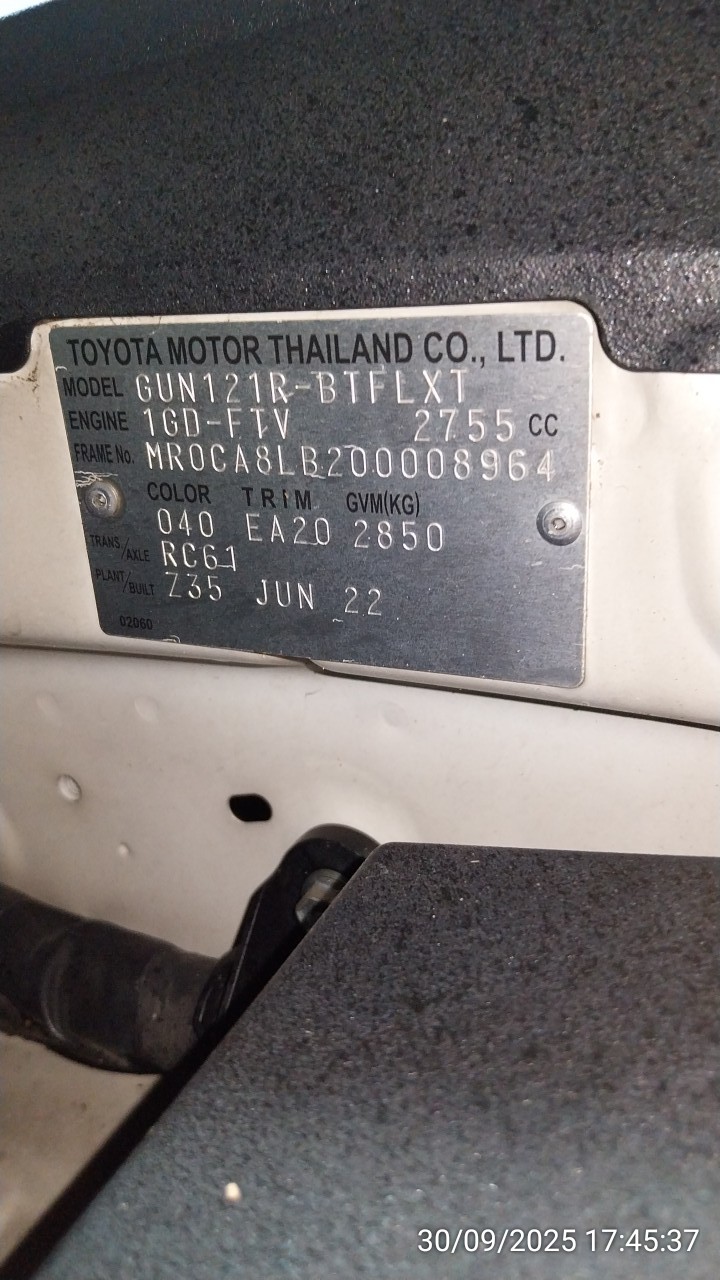 TOYOTA MOTOR THAILAND CO., LTD.
MODEL GUN121R-BTFLXT
ENGINE 1GD-FTV 2755 CC
FRAME No. MR0CA8LB200008964
COLOR TRIM GVM(KG)
040 EA20 2850
TRANS/AXLE RC61
PLANT/BUILT Z35 JUN 22
02060
30/09/2025 17:45:37